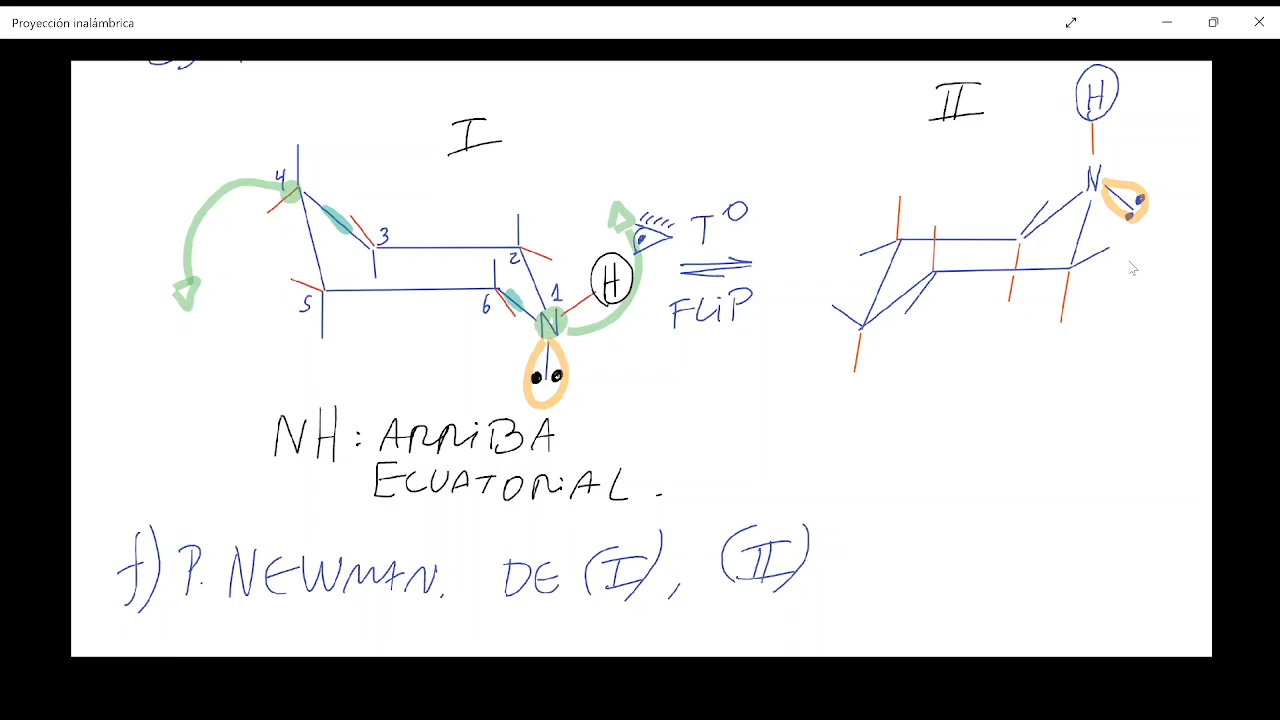 Proyección inalámbrica
I
II
H
4
3
2
N
T°
5
6
1
H
FLiP
N
NH: ARRiBA
ECUATORiAL.
f) P. NEWMAN. DE (I), (II)